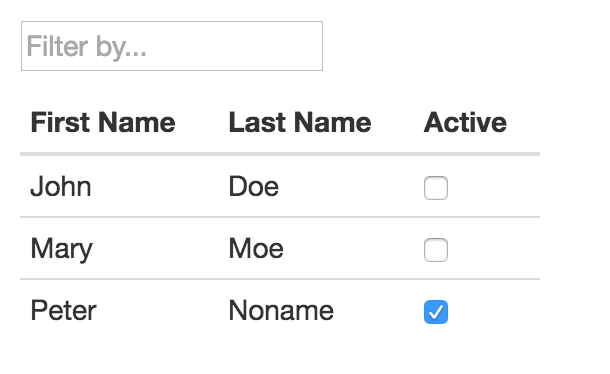 Filter by...
First Name Last Name Active
John Doe
Mary Moe
Peter Noname